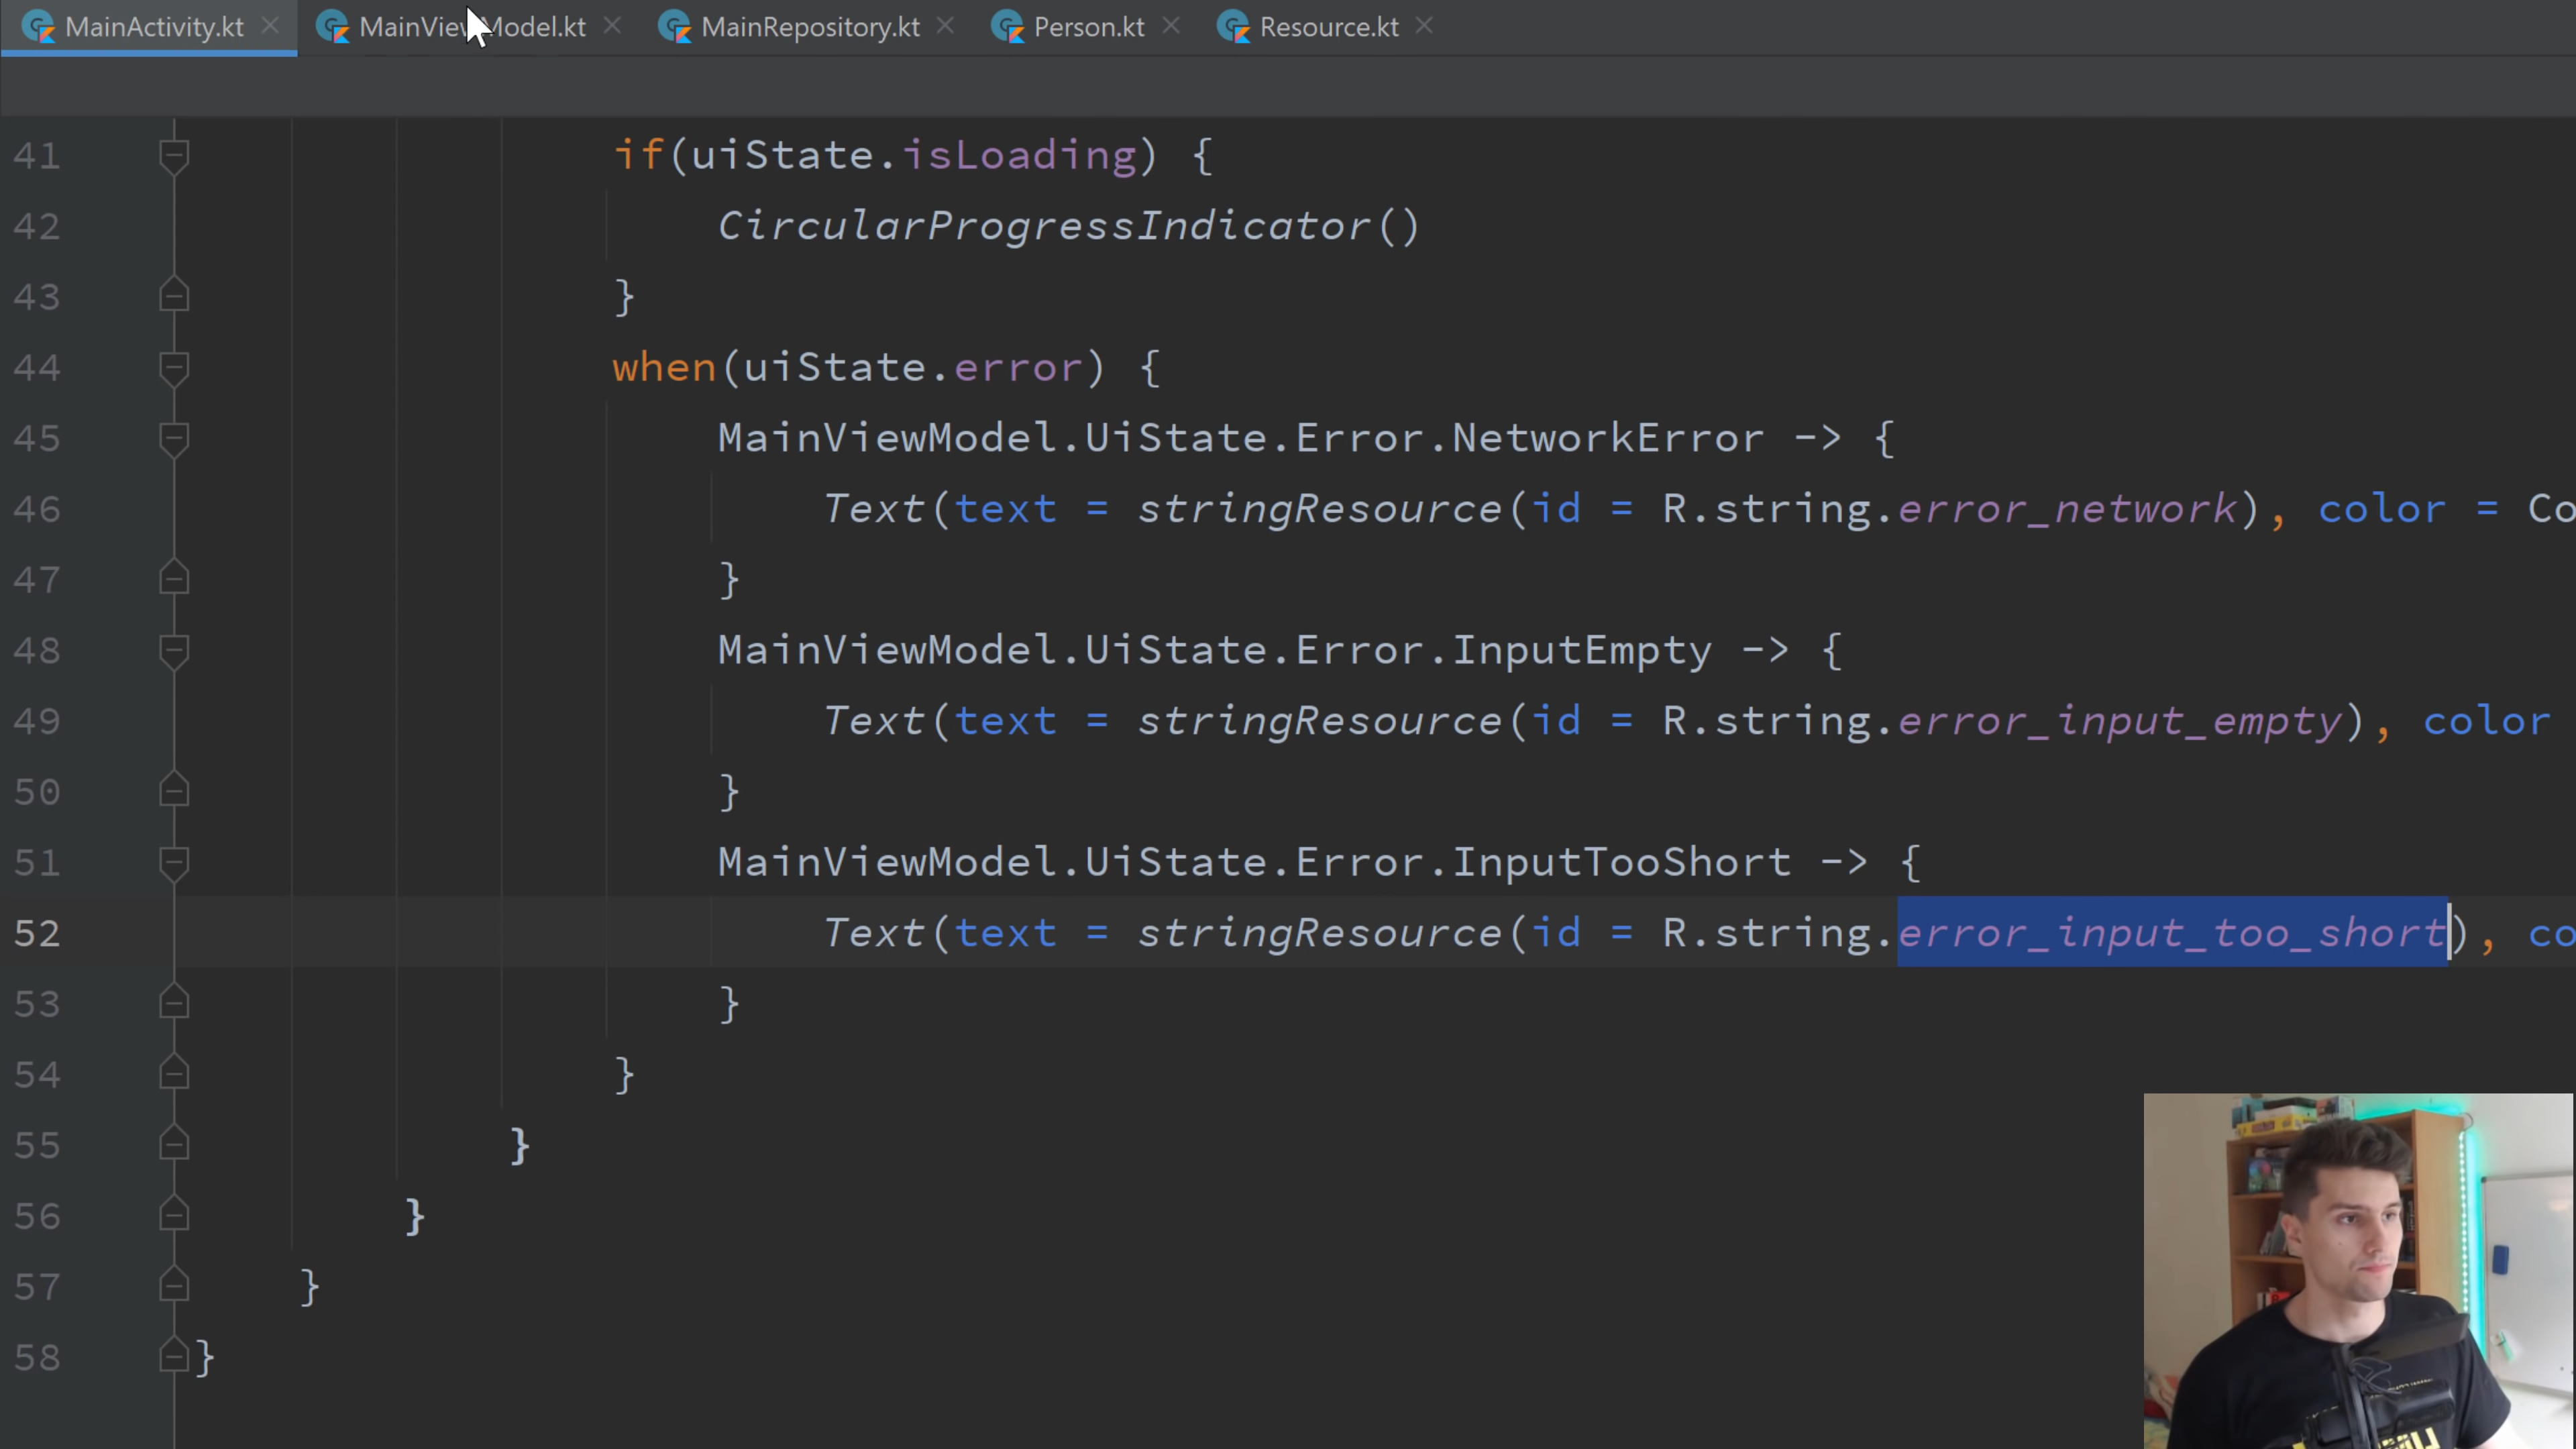 MainActivity.kt MainViewModel.kt MainRepository.kt Person.kt Resource.kt
41 if(uiState.isLoading) {
42 CircularProgressIndicator()
43 }
44 when(uiState.error) {
45 MainViewModel.UiState.Error.NetworkError -> {
46 Text(text = stringResource(id = R.string.error_network), color = Co
47 }
48 MainViewModel.UiState.Error.InputEmpty -> {
49 Text(text = stringResource(id = R.string.error_input_empty), color
50 }
51 MainViewModel.UiState.Error.InputTooShort -> {
52 Text(text = stringResource(id = R.string.error_input_too_short), co
53 }
54 }
55 }
56 }
57 }
58 }